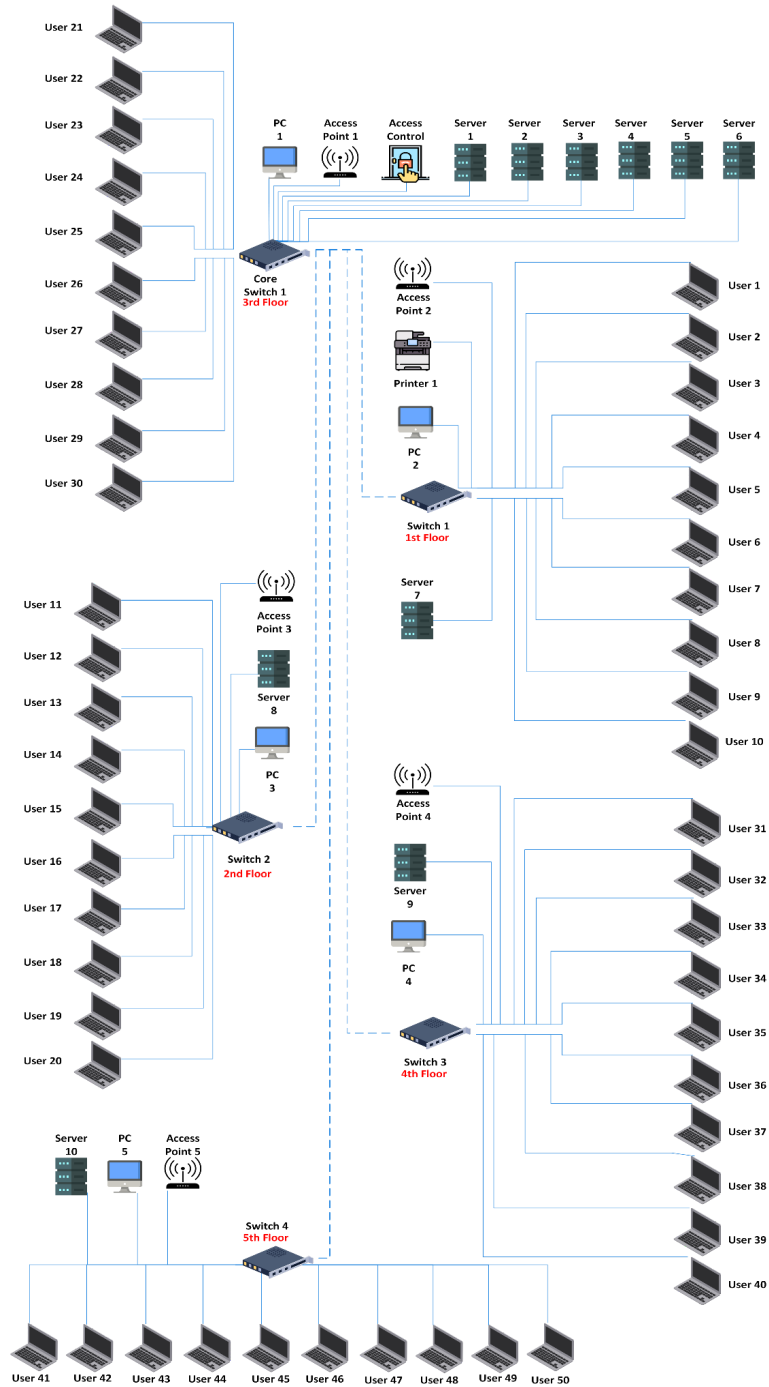 User 21
User 22
User 23
User 24
User 25
User 26
User 27
User 28
User 29
User 30
PC
1
Access
Point 1
Access
Control
Server
1
Server
2
Server
3
Server
4
Server
5
Server
6
Core
Switch 1
3rd Floor
Access
Point 2
Printer 1
PC
2
Switch 1
1st Floor
Server
7
User 1
User 2
User 3
User 4
User 5
User 6
User 7
User 8
User 9
User 10
User 11
User 12
User 13
User 14
User 15
User 16
User 17
User 18
User 19
User 20
Access
Point 3
Server
8
PC
3
Switch 2
2nd Floor
Access
Point 4
Server
9
PC
4
Switch 3
4th Floor
User 31
User 32
User 33
User 34
User 35
User 36
User 37
User 38
User 39
User 40
Server
10
PC
5
Access
Point 5
Switch 4
5th Floor
User 41
User 42
User 43
User 44
User 45
User 46
User 47
User 48
User 49
User 50